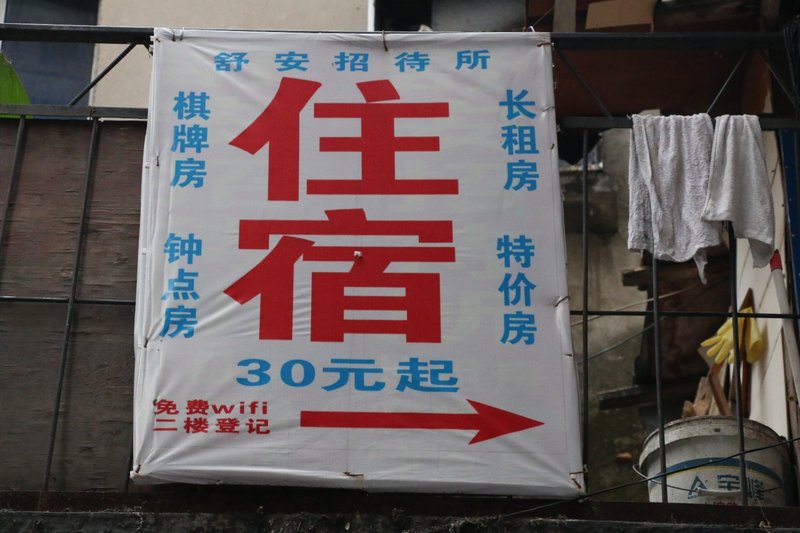 舒安招待所
棋牌房
长租房
住宿
钟点房
特价房
30元起
免费wifi
二楼登记